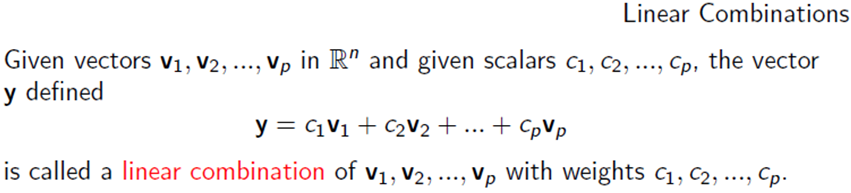 Linear Combinations
Given vectors v₁, v₂, ..., vₚ in ℝⁿ and given scalars c₁, c₂, ..., cₚ, the vector
y defined
y = c₁v₁ + c₂v₂ + ... + cₚvₚ
is called a linear combination of v₁, v₂, ..., vₚ with weights c₁, c₂, ..., cₚ.